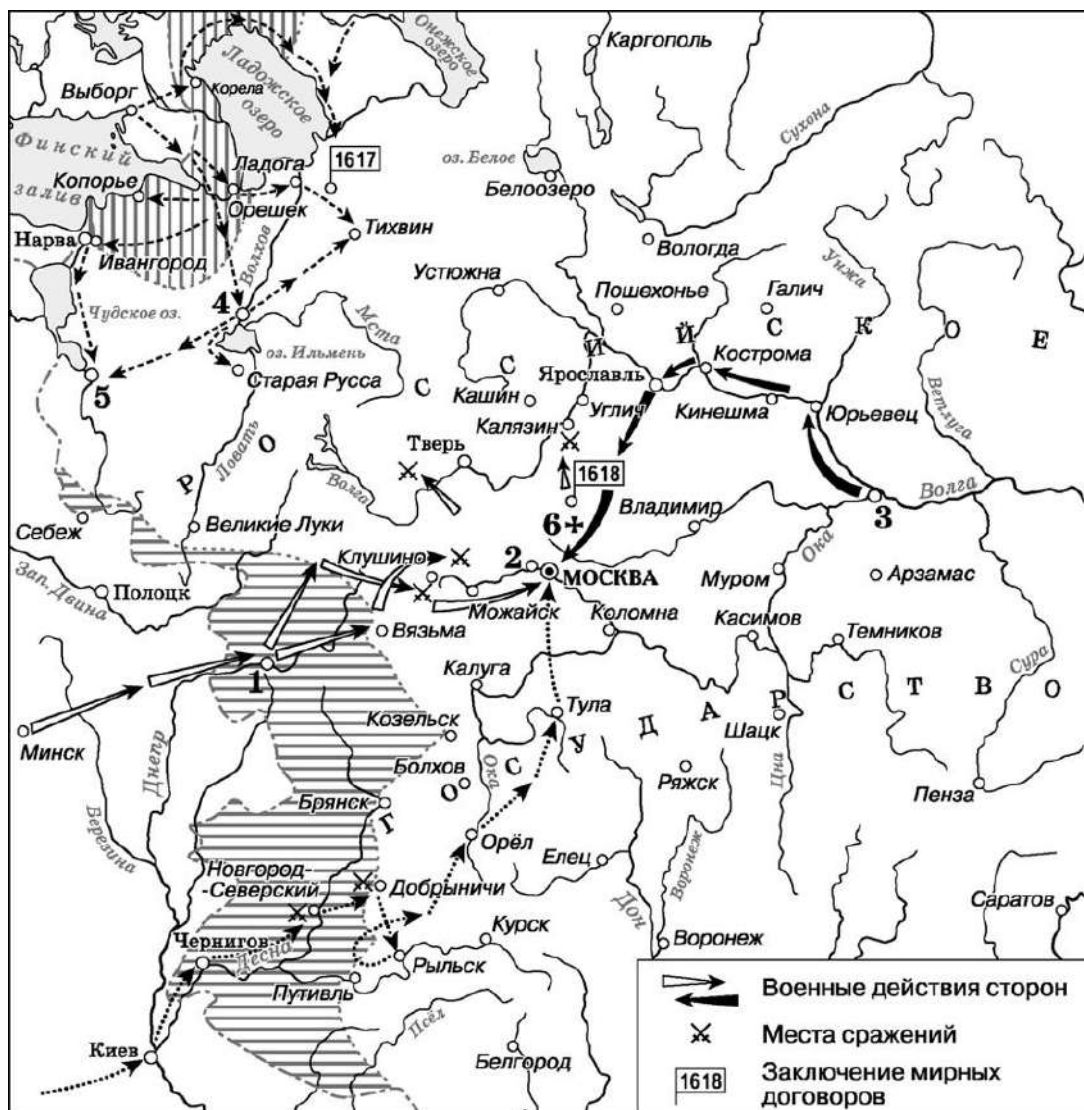 Каргополь
Онежское
озеро
Ладожское
озеро
Выборг
Корела
Сухона
Финский
залив
Ладога
1617
оз. Белое
Белоозеро
Копорье
Орешек
Тихвин
Нарва
Ивангород
Волхов
Вологда
Унжа
Устюжна
Пошехонье
Галич
Чудское оз.
4
Мста
оз. Ильмень
Кострома
5
Старая Русса
Кашин
Ярославль
Углич
Кинешма
Юрьевец
Ветлуга
Калязин
Ловать
Тверь
Волга
1618
Волга
Владимир
3
Себеж
Великие Луки
6
Ока
Клушино
2
МОСКВА
Зап. Двина
Полоцк
Можайск
Муром
Арзамас
Коломна
Касимов
Вязьма
Темников
1
Калуга
Сура
РОССИЙСКОЕ
ГОСУДАРСТВО
Минск
Днепр
Козельск
Тула
Шацк
Цна
Болхов
Ока
Ряжск
Березина
Брянск
Пенза
Орёл
Воронеж
Елец
Новгород-
-Северский
Добрыничи
Дон
Саратов
Курск
Чернигов
Десна
Воронеж
Рыльск
Путивль
Псёл
Киев
Белгород
Военные действия сторон
Места сражений
1618
Заключение мирных
договоров